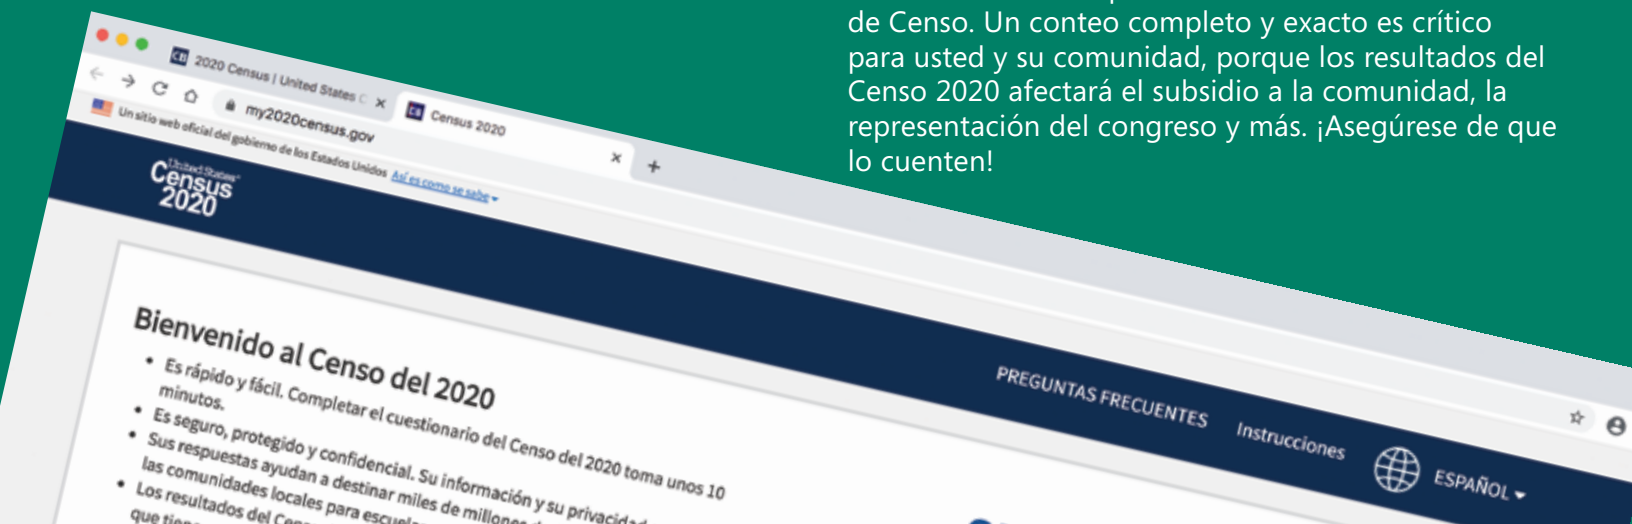 de Censo. Un conteo completo y exacto es crítico
para usted y su comunidad, porque los resultados del
Censo 2020 afectará el subsidio a la comunidad, la
representación del congreso y más. ¡Asegúrese de que
lo cuenten!
CB 2020 Census | United States C ×
CB Census 2020 × +
my2020census.gov
Un sitio web oficial del gobierno de los Estados Unidos Así es como se sabe
United States®
Census
2020
PREGUNTAS FRECUENTES Instrucciones ESPAÑOL
Bienvenido al Censo del 2020
• Es rápido y fácil. Completar el cuestionario del Censo del 2020 toma unos 10
minutos.
• Es seguro, protegido y confidencial. Su información y su privacidad
• Sus respuestas ayudan a destinar miles de millones
las comunidades locales para
• Los resultados del
que